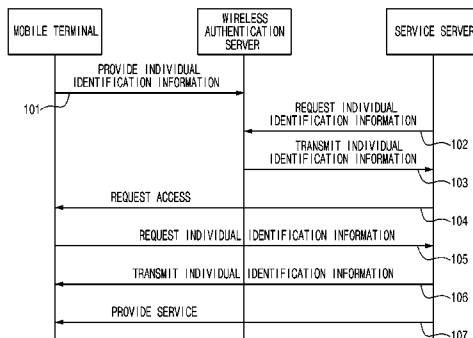 MOBILE TERMINAL
WIRELESS
AUTHENTICATION
SERVER
SERVICE SERVER
PROVIDE INDIVIDUAL
IDENTIFICATION INFORMATION
101
REQUEST INDIVIDUAL
IDENTIFICATION INFORMATION
102
TRANSMIT INDIVIDUAL
IDENTIFICATION INFORMATION
103
REQUEST ACCESS
104
REQUEST INDIVIDUAL IDENTIFICATION INFORMATION
105
TRANSMIT INDIVIDUAL IDENTIFICATION INFORMATION
106
PROVIDE SERVICE
107